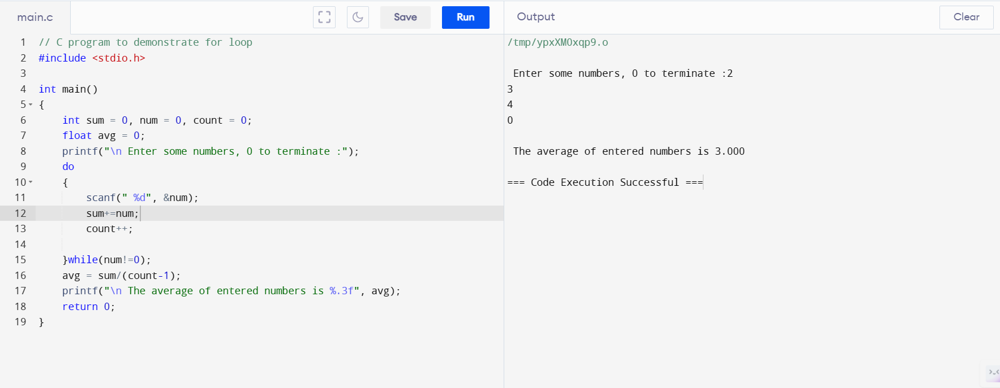 main.c
Save
Run
Output
Clear
1 // C program to demonstrate for loop
2 #include <stdio.h>
3
4 int main()
5 {
6 int sum = 0, num = 0, count = 0;
7 float avg = 0;
8 printf("\n Enter some numbers, 0 to terminate :");
9 do
10 {
11 scanf(" %d", &num);
12 sum+=num;
13 count++;
14
15 }while(num!=0);
16 avg = sum/(count-1);
17 printf("\n The average of entered numbers is %.3f", avg);
18 return 0;
19 }
/tmp/ypxXMOxqp9.o
Enter some numbers, 0 to terminate :2
3
4
0
The average of entered numbers is 3.000
=== Code Execution Successful ===